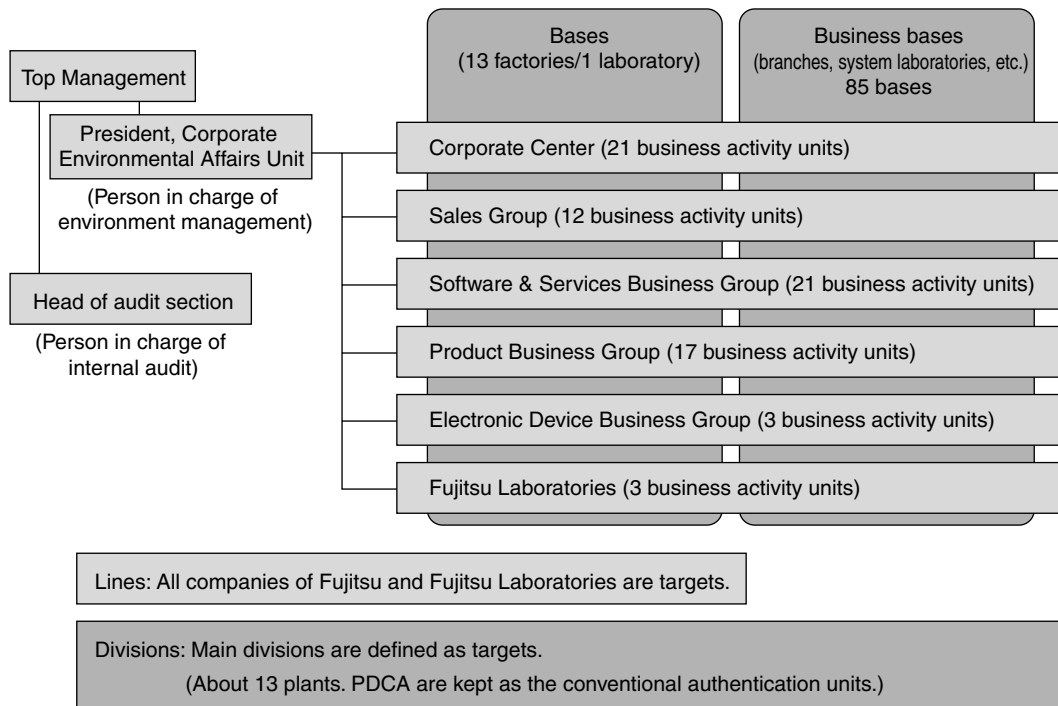 Bases
(13 factories/1 laboratory)
Business bases
(branches, system laboratories, etc.)
85 bases
Top Management
President, Corporate
Environmental Affairs Unit
(Person in charge of
environment management)
Head of audit section
(Person in charge of
internal audit)
Corporate Center (21 business activity units)
Sales Group (12 business activity units)
Software & Services Business Group (21 business activity units)
Product Business Group (17 business activity units)
Electronic Device Business Group (3 business activity units)
Fujitsu Laboratories (3 business activity units)
Lines: All companies of Fujitsu and Fujitsu Laboratories are targets.
Divisions: Main divisions are defined as targets.
(About 13 plants. PDCA are kept as the conventional authentication units.)